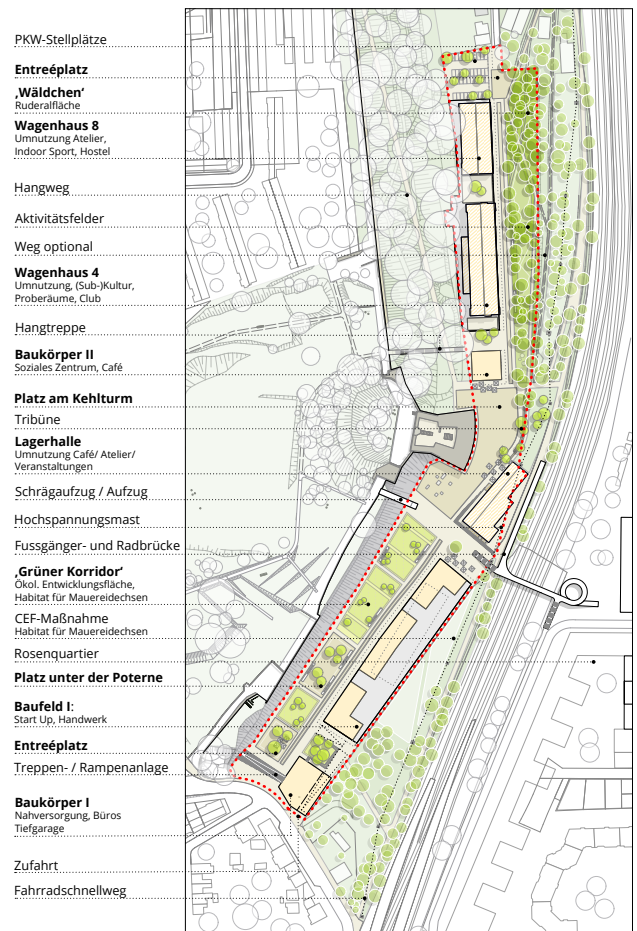 PKW-Stellplätze
Entreéplatz
‚Wäldchen‘
Ruderalfläche
Wagenhaus 8
Umnutzung Atelier,
Indoor Sport, Hostel
Hangweg
Aktivitätsfelder
Weg optional
Wagenhaus 4
Umnutzung, (Sub-)Kultur,
Proberäume, Club
Hangtreppe
Baukörper II
Soziales Zentrum, Café
Platz am Kehlturm
Tribüne
Lagerhalle
Umnutzung Café/ Atelier/
Veranstaltungen
Schrägaufzug / Aufzug
Hochspannungsmast
Fussgänger- und Radbrücke
‚Grüner Korridor‘
Ökol. Entwicklungsfläche,
Habitat für Mauereidechsen
CEF-Maßnahme
Habitat für Mauereidechsen
Rosenquartier
Platz unter der Poterne
Baufeld I:
Start Up, Handwerk
Entreéplatz
Treppen- / Rampenanlage
Baukörper I
Nahversorgung, Büros
Tiefgarage
Zufahrt
Fahrradschnellweg